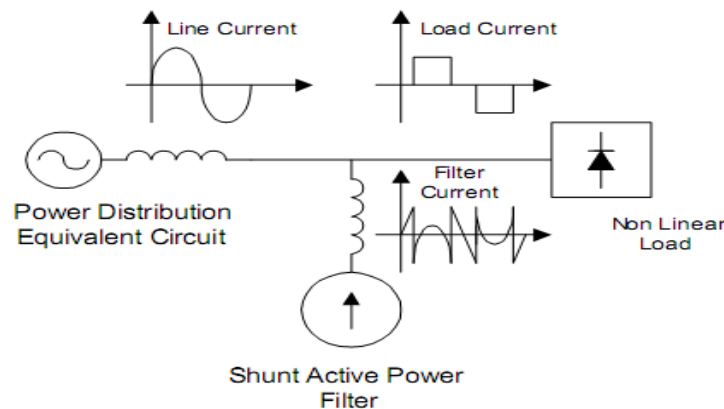 Line Current
Load Current
Filter
Current
Power Distribution
Equivalent Circuit
Non Linear
Load
Shunt Active Power
Filter